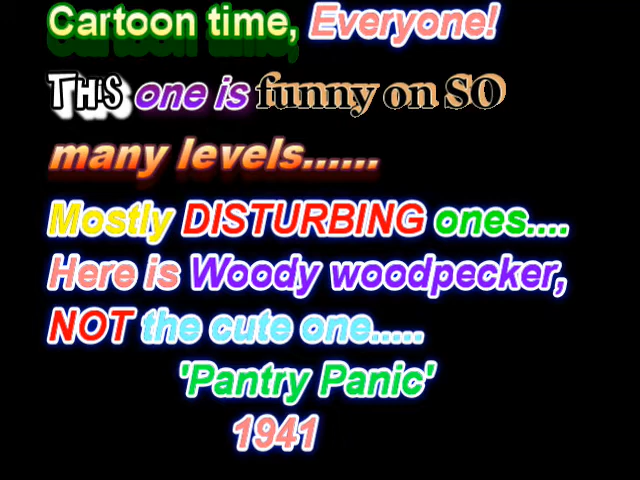 Cartoon time, Everyone!
THIS one is funny on SO
many levels......
Mostly DISTURBING ones....
Here is Woody woodpecker,
NOT the cute one.....
'Pantry Panic'
1941